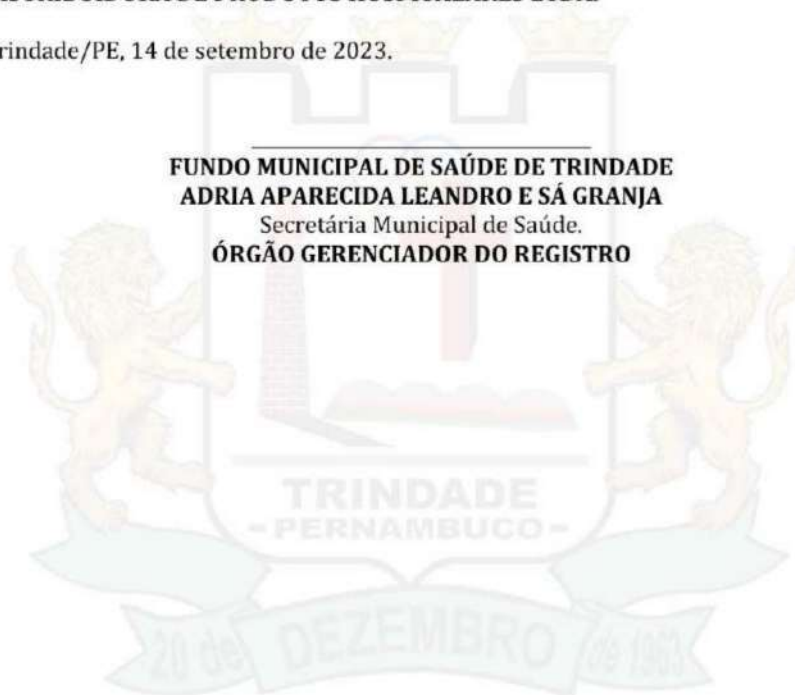 rindade/PE, 14 de setembro de 2023.
FUNDO MUNICIPAL DE SAÚDE DE TRINDADE
ADRIA APARECIDA LEANDRO E SÁ GRANJA
Secretária Municipal de Saúde.
ÓRGÃO GERENCIADOR DO REGISTRO
TRINDADE
- PERNAMBUCO -
20 de DEZEMBRO de 1963